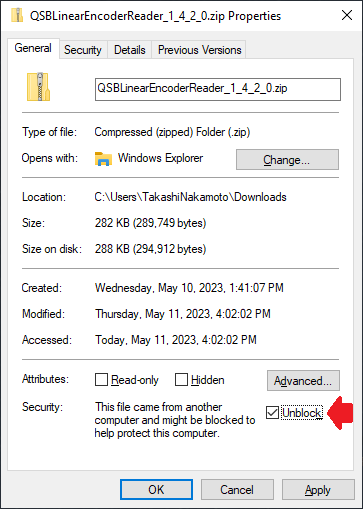 QSBLinearEncoderReader_1_4_2_0.zip Properties
General Security Details Previous Versions
QSBLinearEncoderReader_1_4_2_0.zip
Type of file: Compressed (zipped) Folder (.zip)
Opens with: Windows Explorer Change...
Location: C:\Users\TakashiNakamoto\Downloads
Size: 282 KB (289,749 bytes)
Size on disk: 288 KB (294,912 bytes)
Created: Wednesday, May 10, 2023, 1:41:07 PM
Modified: Thursday, May 11, 2023, 4:02:02 PM
Accessed: Today, May 11, 2023, 4:02:02 PM
Attributes: Read-only Hidden Advanced...
Security: This file came from another Unblock
computer and might be blocked to
help protect this computer.
OK Cancel Apply